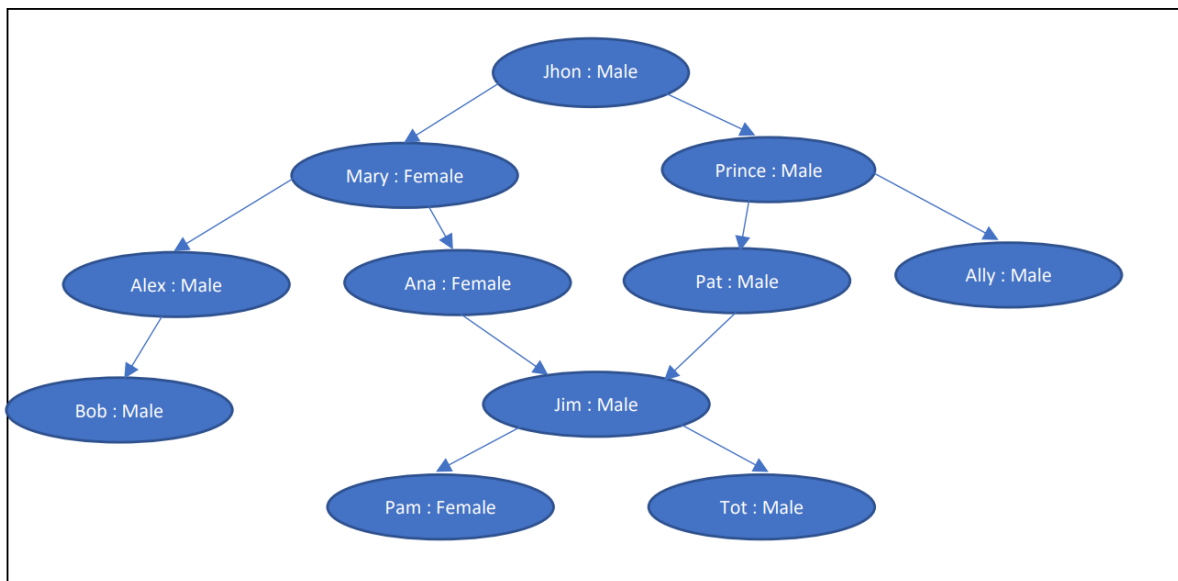 Jhon : Male
Mary : Female
Prince : Male
Alex : Male
Ana : Female
Pat : Male
Ally : Male
Bob : Male
Jim : Male
Pam : Female
Tot : Male